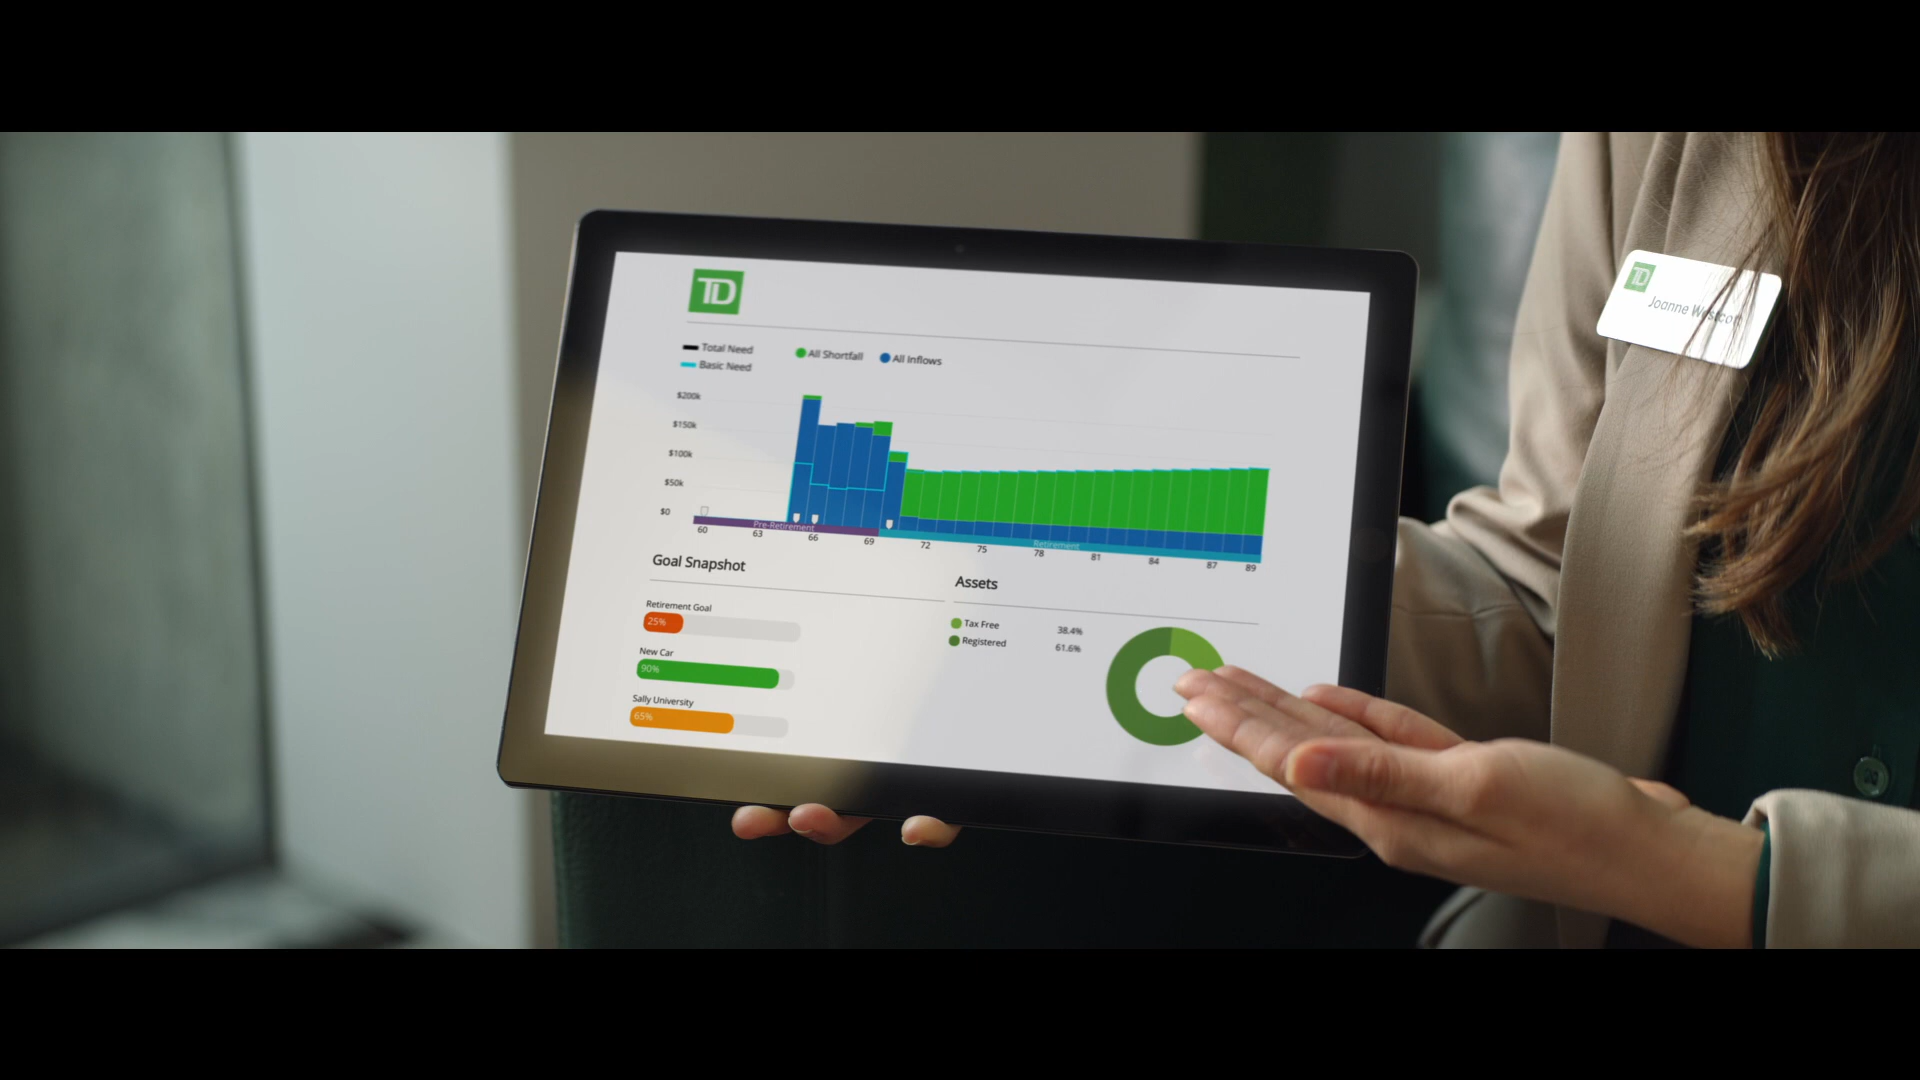 TD
Total Need
All Shortfall
All Inflows
Basic Need
$200k
$150k
$100k
$50k
$0
Pre-Retirement
Retirement
60 63 66 69 72 75 78 81 84 87 89
Goal Snapshot
Retirement Goal
25%
New Car
90%
Sally University
65%
Assets
Tax Free 38.4%
Registered 61.6%
TD
Joanne Westcott